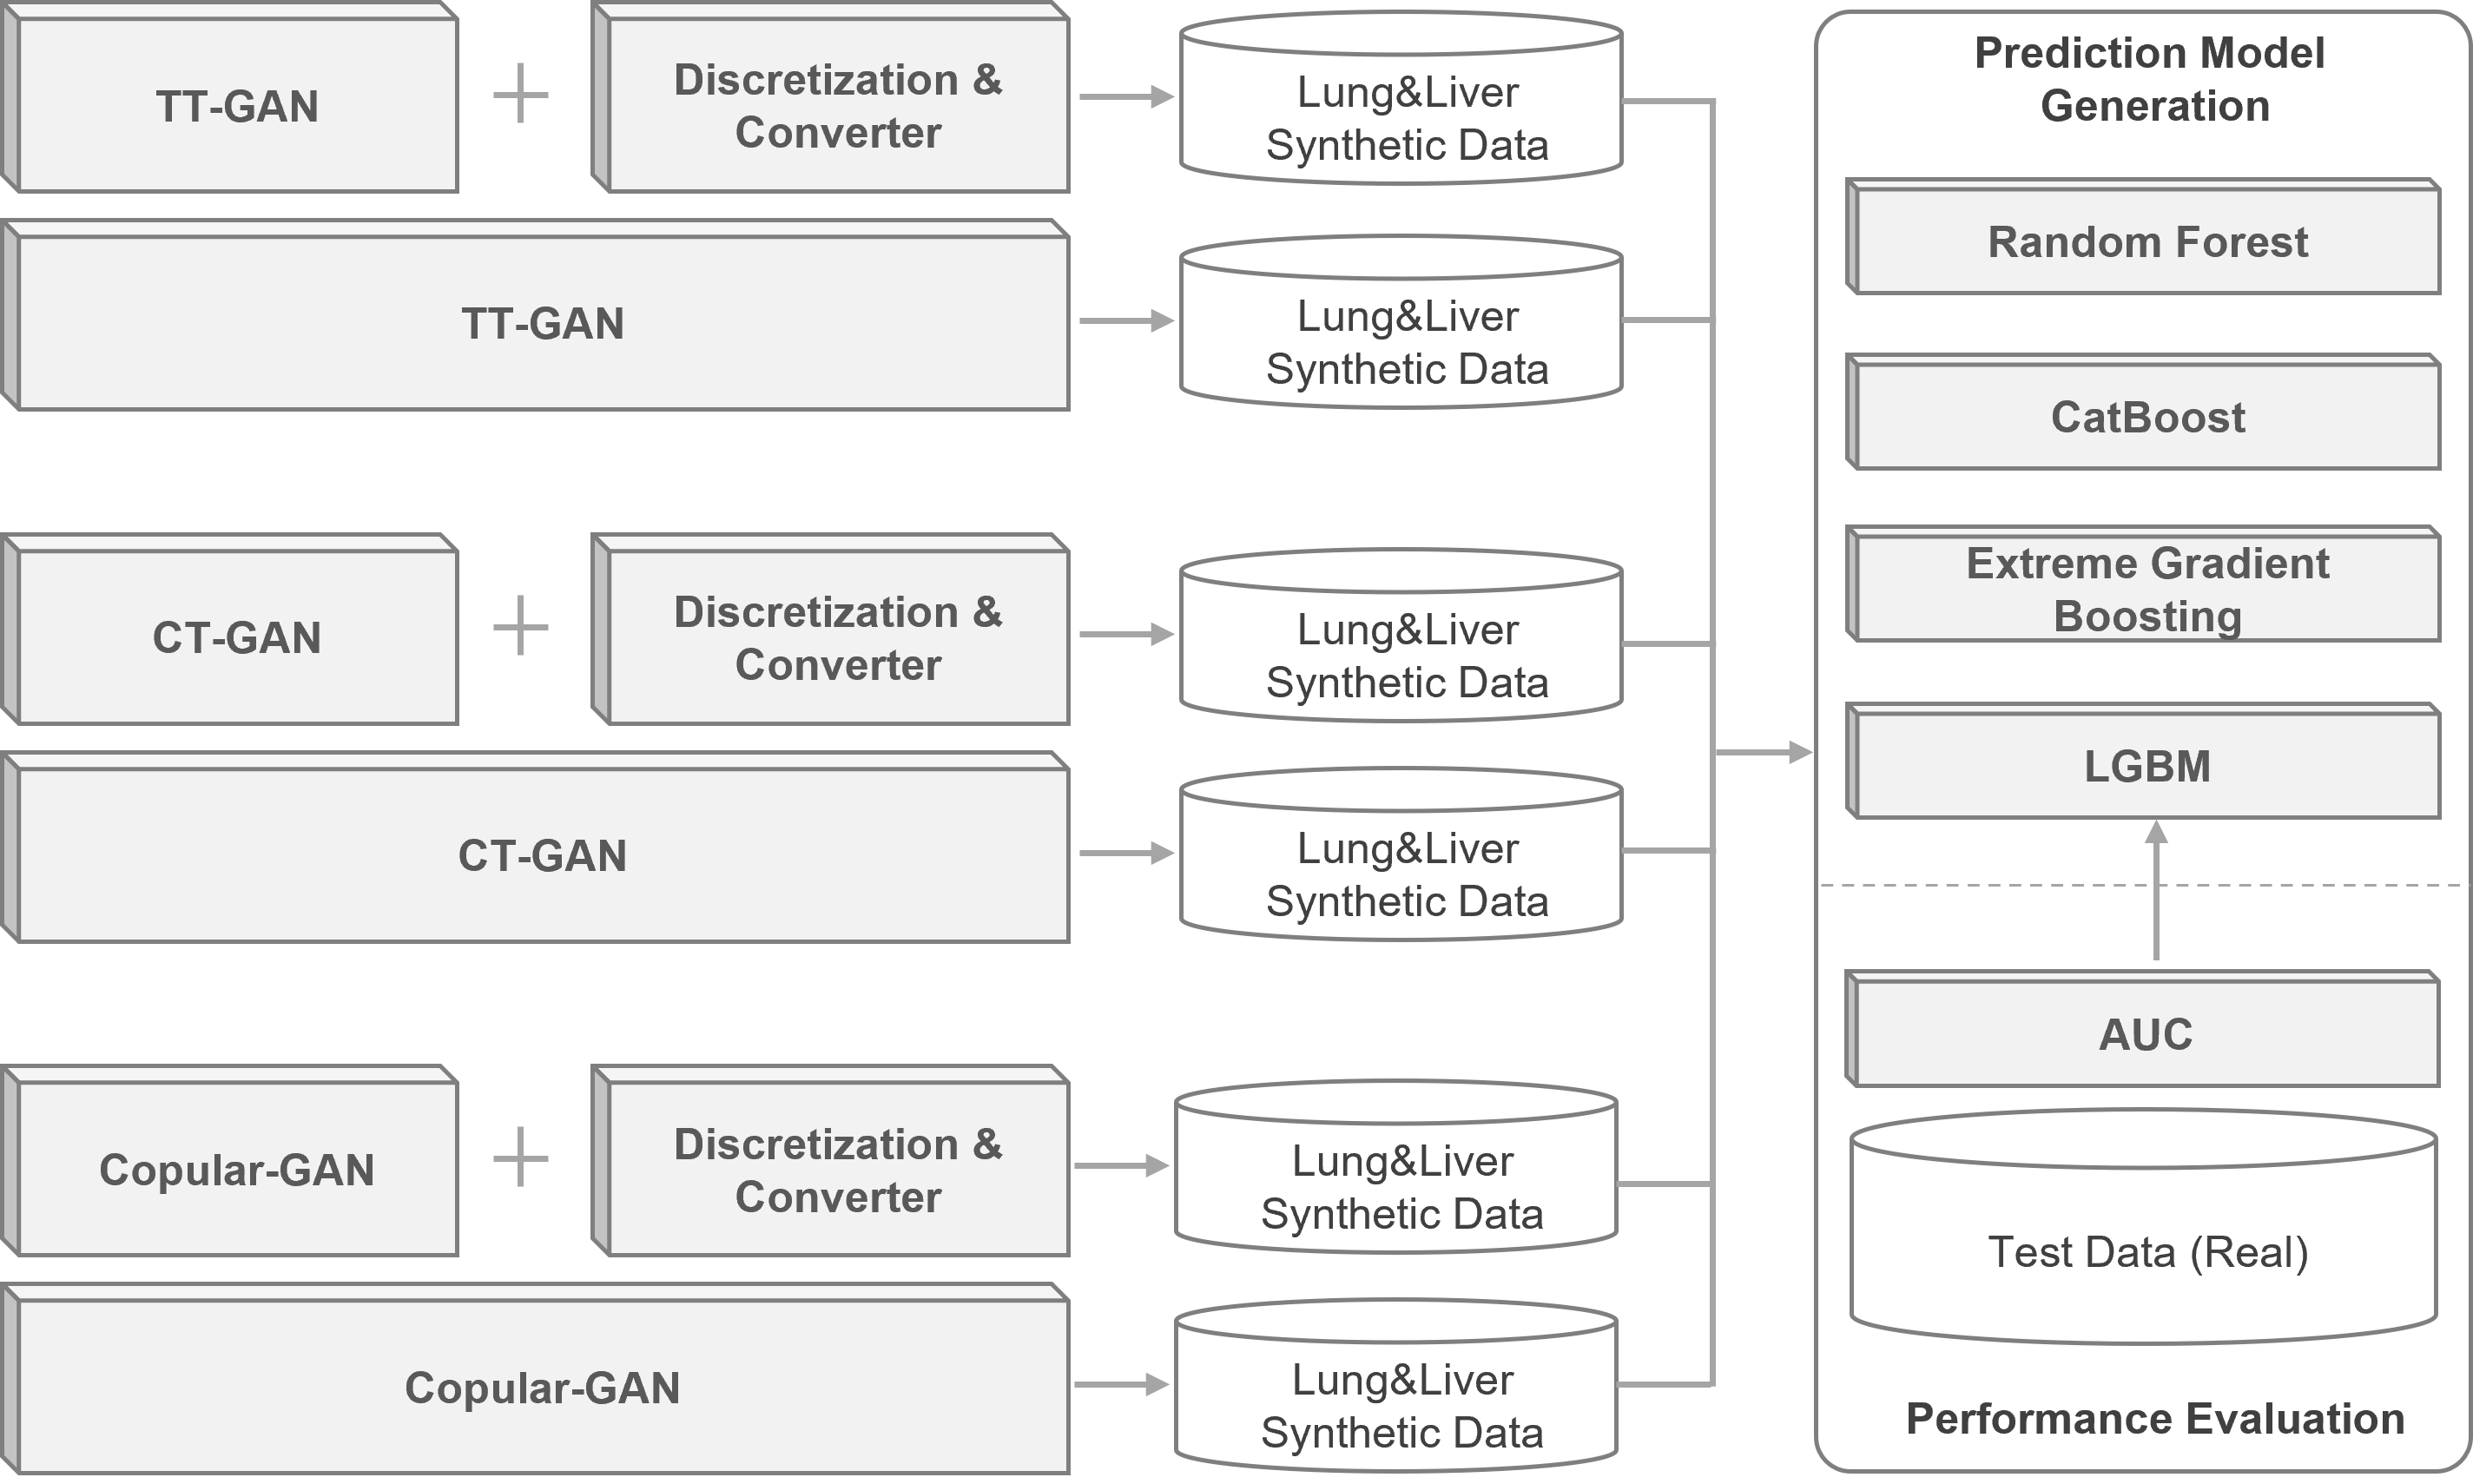 TT-GAN
Discretization &
Converter
Lung&Liver
Synthetic Data
TT-GAN
Lung&Liver
Synthetic Data
CT-GAN
Discretization &
Converter
Lung&Liver
Synthetic Data
CT-GAN
Lung&Liver
Synthetic Data
Copular-GAN
Discretization &
Converter
Lung&Liver
Synthetic Data
Copular-GAN
Lung&Liver
Synthetic Data
Prediction Model
Generation
Random Forest
CatBoost
Extreme Gradient
Boosting
LGBM
AUC
Test Data (Real)
Performance Evaluation